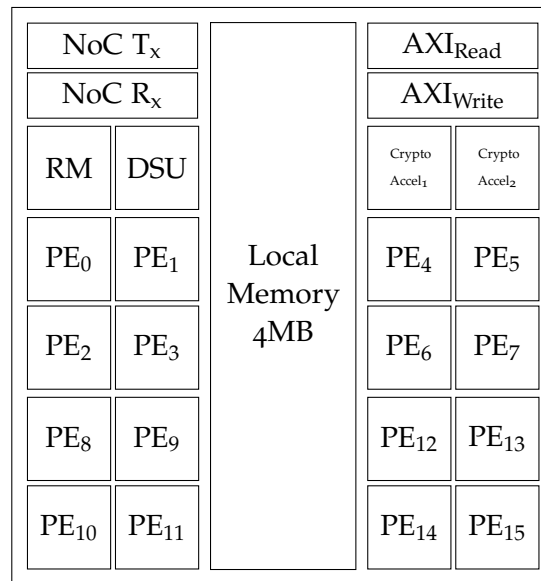 NoC Tx
NoC Rx
RM DSU
PE0 PE1
PE2 PE3
PE8 PE9
PE10 PE11
Local
Memory
4MB
AXIRead
AXIWrite
Crypto
Accel1
Crypto
Accel2
PE4 PE5
PE6 PE7
PE12 PE13
PE14 PE15